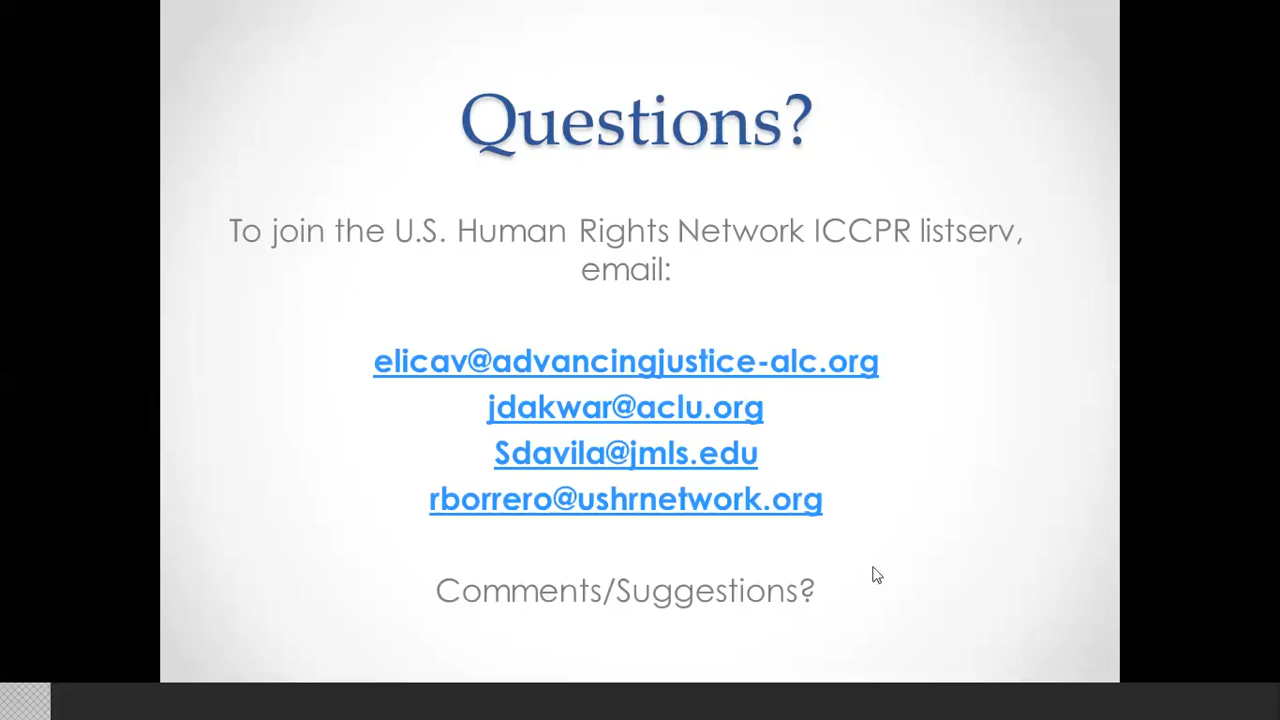 Questions?
To join the U.S. Human Rights Network ICCPR listserv,
email:
elicav@advancingjustice-alc.org
jdakwar@aclu.org
Sdavila@jmls.edu
rborrero@ushrnetwork.org
Comments/Suggestions?